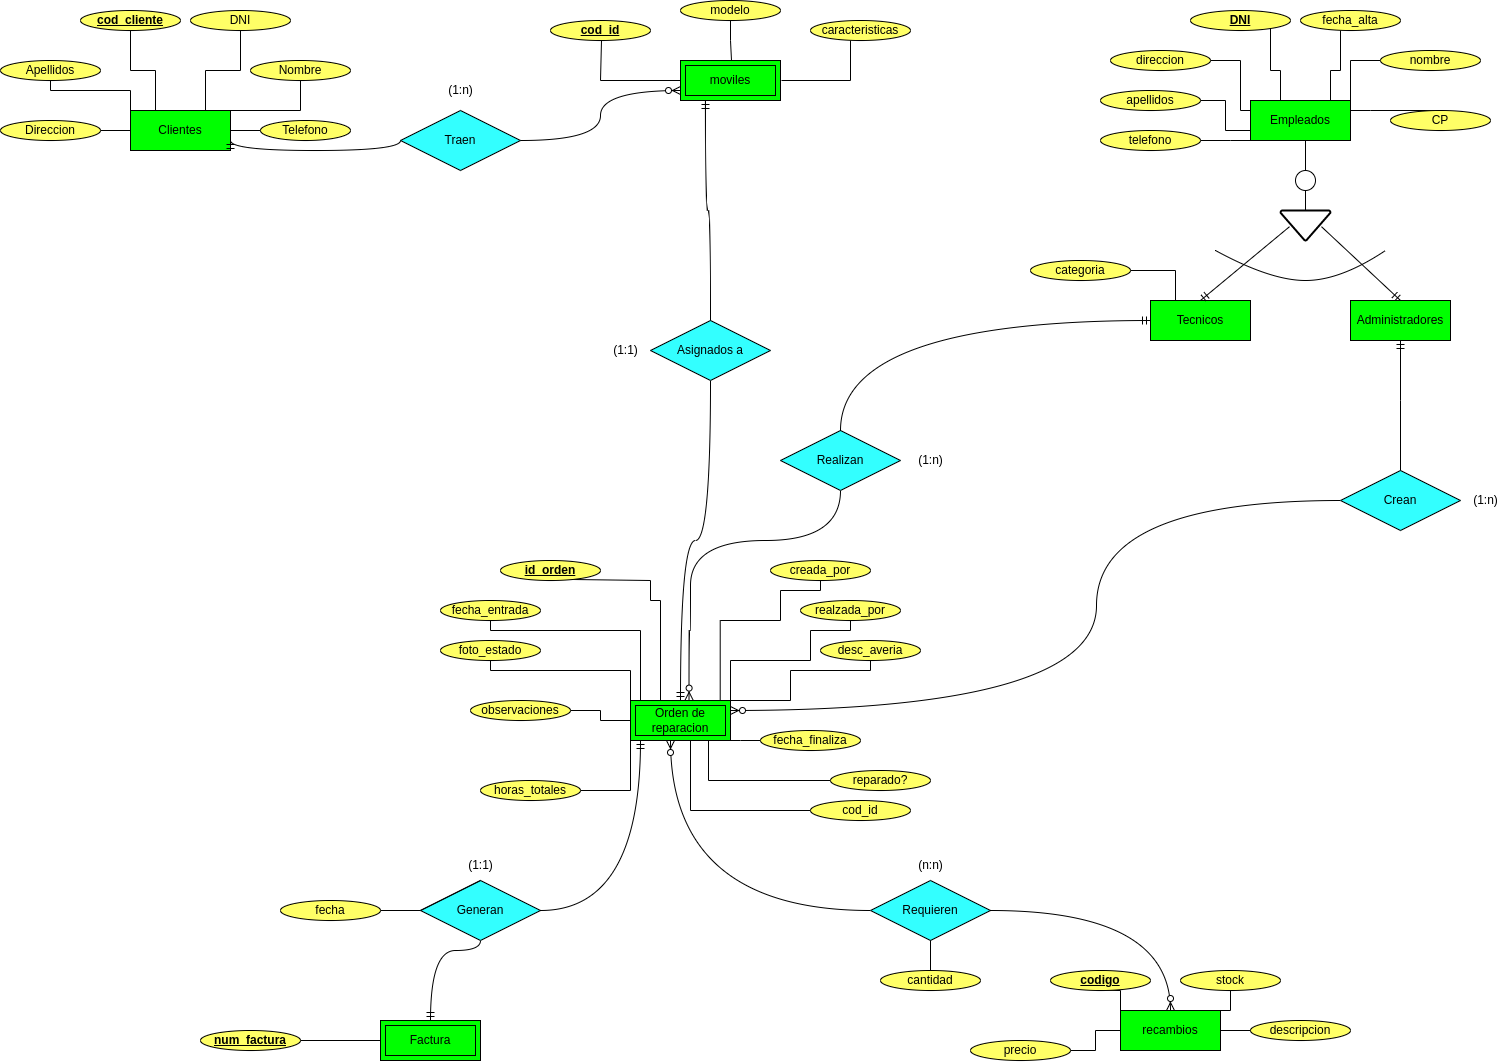 cod_cliente
DNI
Apellidos
Nombre
Direccion
Clientes
Telefono
(1:n)
Traen
cod_id
modelo
caracteristicas
moviles
DNI
fecha_alta
direccion
nombre
apellidos
Empleados
CP
telefono
categoria
Tecnicos
Administradores
(1:1)
Asignados a
Realizan
(1:n)
Crean
(1:n)
id_orden
creada_por
fecha_entrada
realzada_por
foto_estado
desc_averia
observaciones
Orden de
reparacion
fecha_finaliza
horas_totales
reparado?
cod_id
(1:1)
(n:n)
fecha
Generan
Requieren
cantidad
codigo
stock
num_factura
Factura
recambios
descripcion
precio